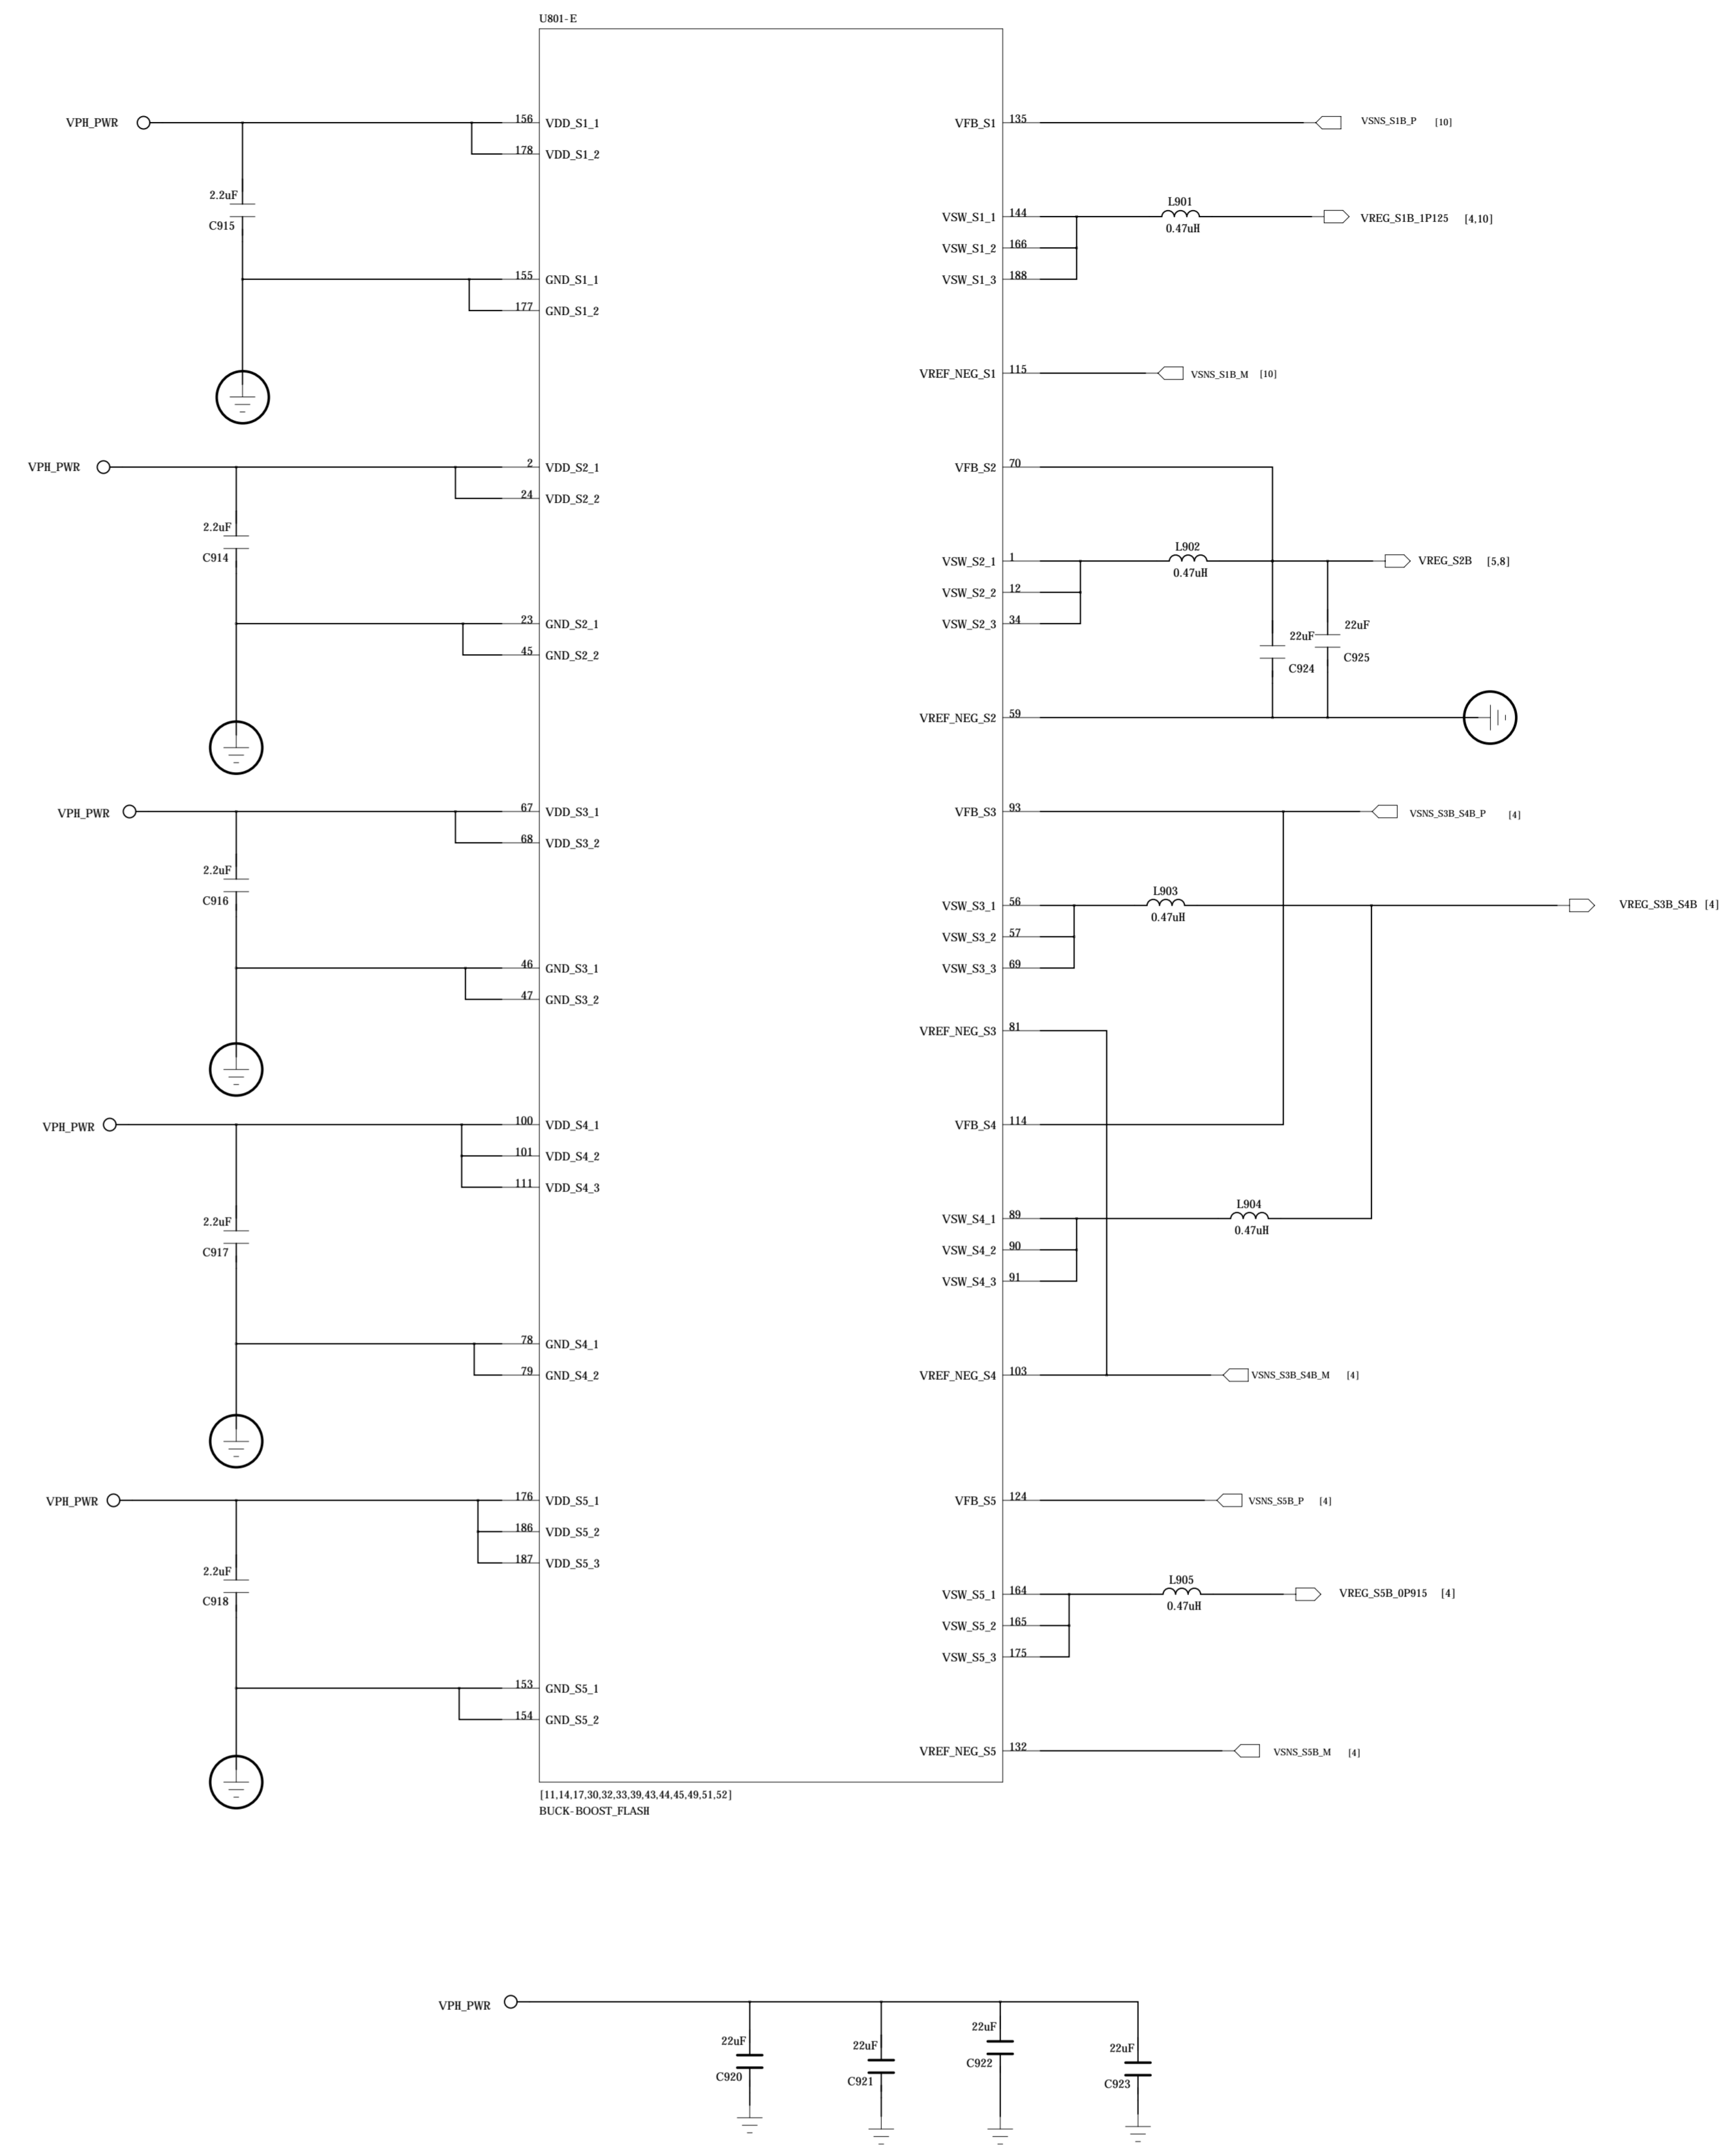 U801-E
VPH_PWR 156 VDD_S1_1 VFB_S1 135 VSNS_S1B_P [10]
178 VDD_S1_2
2.2uF
C915
L901
VSW_S1_1 144 VREG_S1B_1P125 [4,10]
0.47uH
VSW_S1_2 166
155 GND_S1_1 VSW_S1_3 188
177 GND_S1_2
VREF_NEG_S1 115 VSNS_S1B_M [10]
VPH_PWR 2 VDD_S2_1 VFB_S2 70
24 VDD_S2_2
2.2uF
C914
L902
VSW_S2_1 1 VREG_S2B [5,8]
0.47uH
VSW_S2_2 12
23 GND_S2_1 VSW_S2_3 34
22uF
C924
22uF
C925
45 GND_S2_2
VREF_NEG_S2 59
VPH_PWR 67 VDD_S3_1 VFB_S3 93 VSNS_S3B_S4B_P [4]
68 VDD_S3_2
2.2uF
C916
L903
VSW_S3_1 56 VREG_S3B_S4B [4]
0.47uH
VSW_S3_2 57
46 GND_S3_1 VSW_S3_3 69
47 GND_S3_2
VREF_NEG_S3 81
VPH_PWR 100 VDD_S4_1 VFB_S4 114
101 VDD_S4_2
111 VDD_S4_3
2.2uF
C917
L904
VSW_S4_1 89
0.47uH
VSW_S4_2 90
VSW_S4_3 91
78 GND_S4_1
79 GND_S4_2 VREF_NEG_S4 103 VSNS_S3B_S4B_M [4]
VPH_PWR 176 VDD_S5_1 VFB_S5 124 VSNS_S5B_P [4]
186 VDD_S5_2
187 VDD_S5_3
2.2uF
C918
L905
VSW_S5_1 164 VREG_S5B_0P915 [4]
0.47uH
VSW_S5_2 165
VSW_S5_3 175
153 GND_S5_1
154 GND_S5_2
VREF_NEG_S5 132 VSNS_S5B_M [4]
[11,14,17,30,32,33,39,43,44,45,49,51,52]
BUCK-BOOST_FLASH
VPH_PWR
22uF
C920
22uF
C921
22uF
C922
22uF
C923